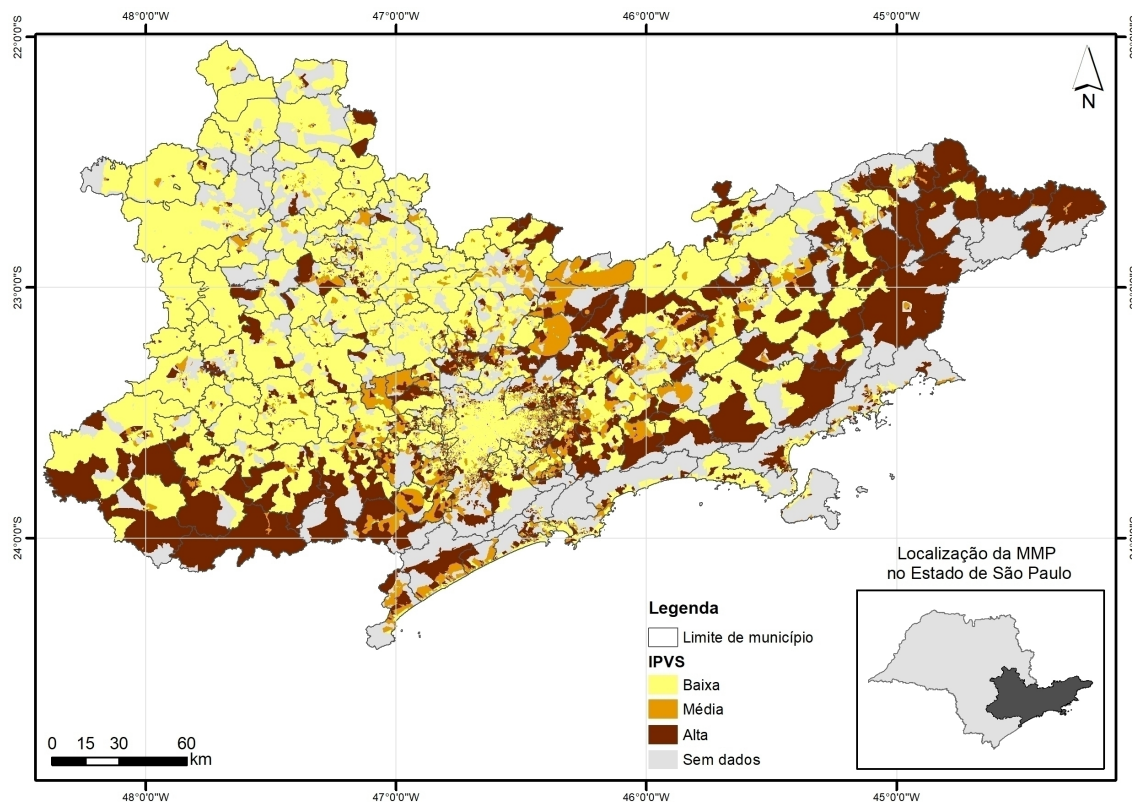 48°0'0"W 47°0'0"W 46°0'0"W 45°0'0"W
22°0'0"S
N
23°0'0"S
24°0'0"S
Localização da MMP
no Estado de São Paulo
Legenda
Limite de município
IPVS
Baixa
Média
Alta
Sem dados
0 15 30 60
km
48°0'0"W 47°0'0"W 46°0'0"W 45°0'0"W